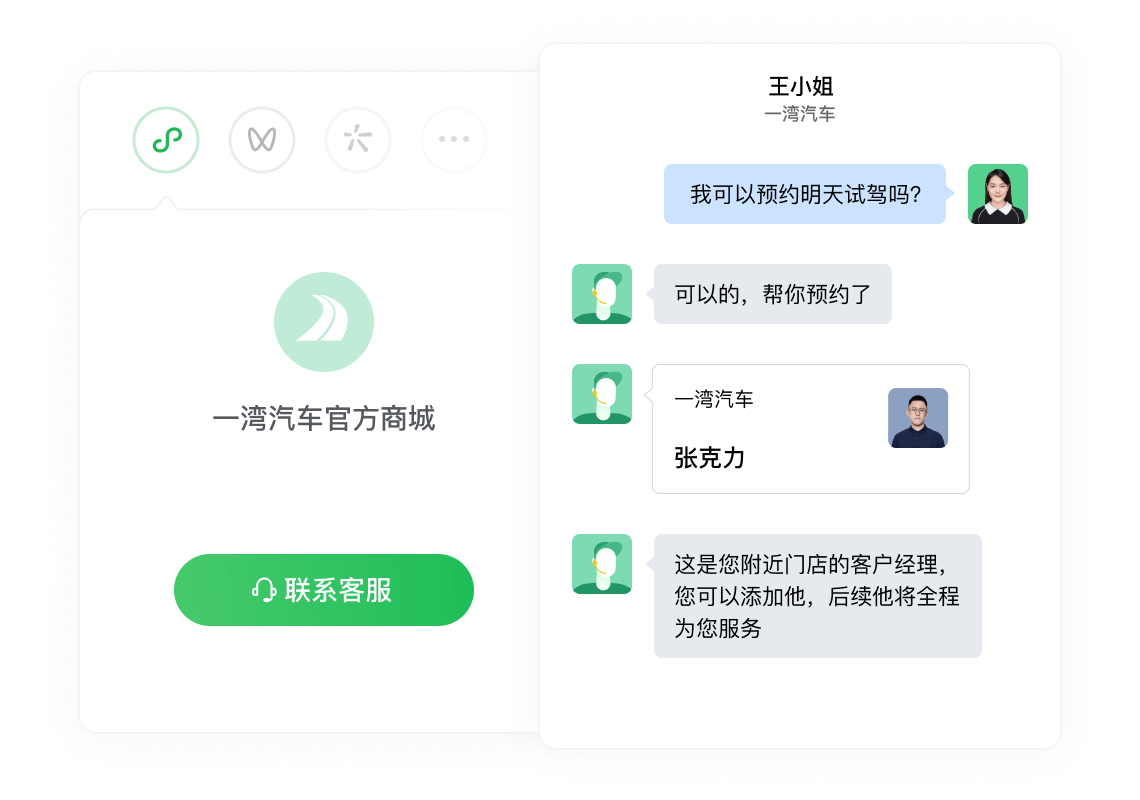 一湾汽车官方商城
联系客服
王小姐
一湾汽车
我可以预约明天试驾吗?
可以的，帮你预约了
一湾汽车
张克力
这是您附近门店的客户经理，
您可以添加他，后续他将全程
为您服务